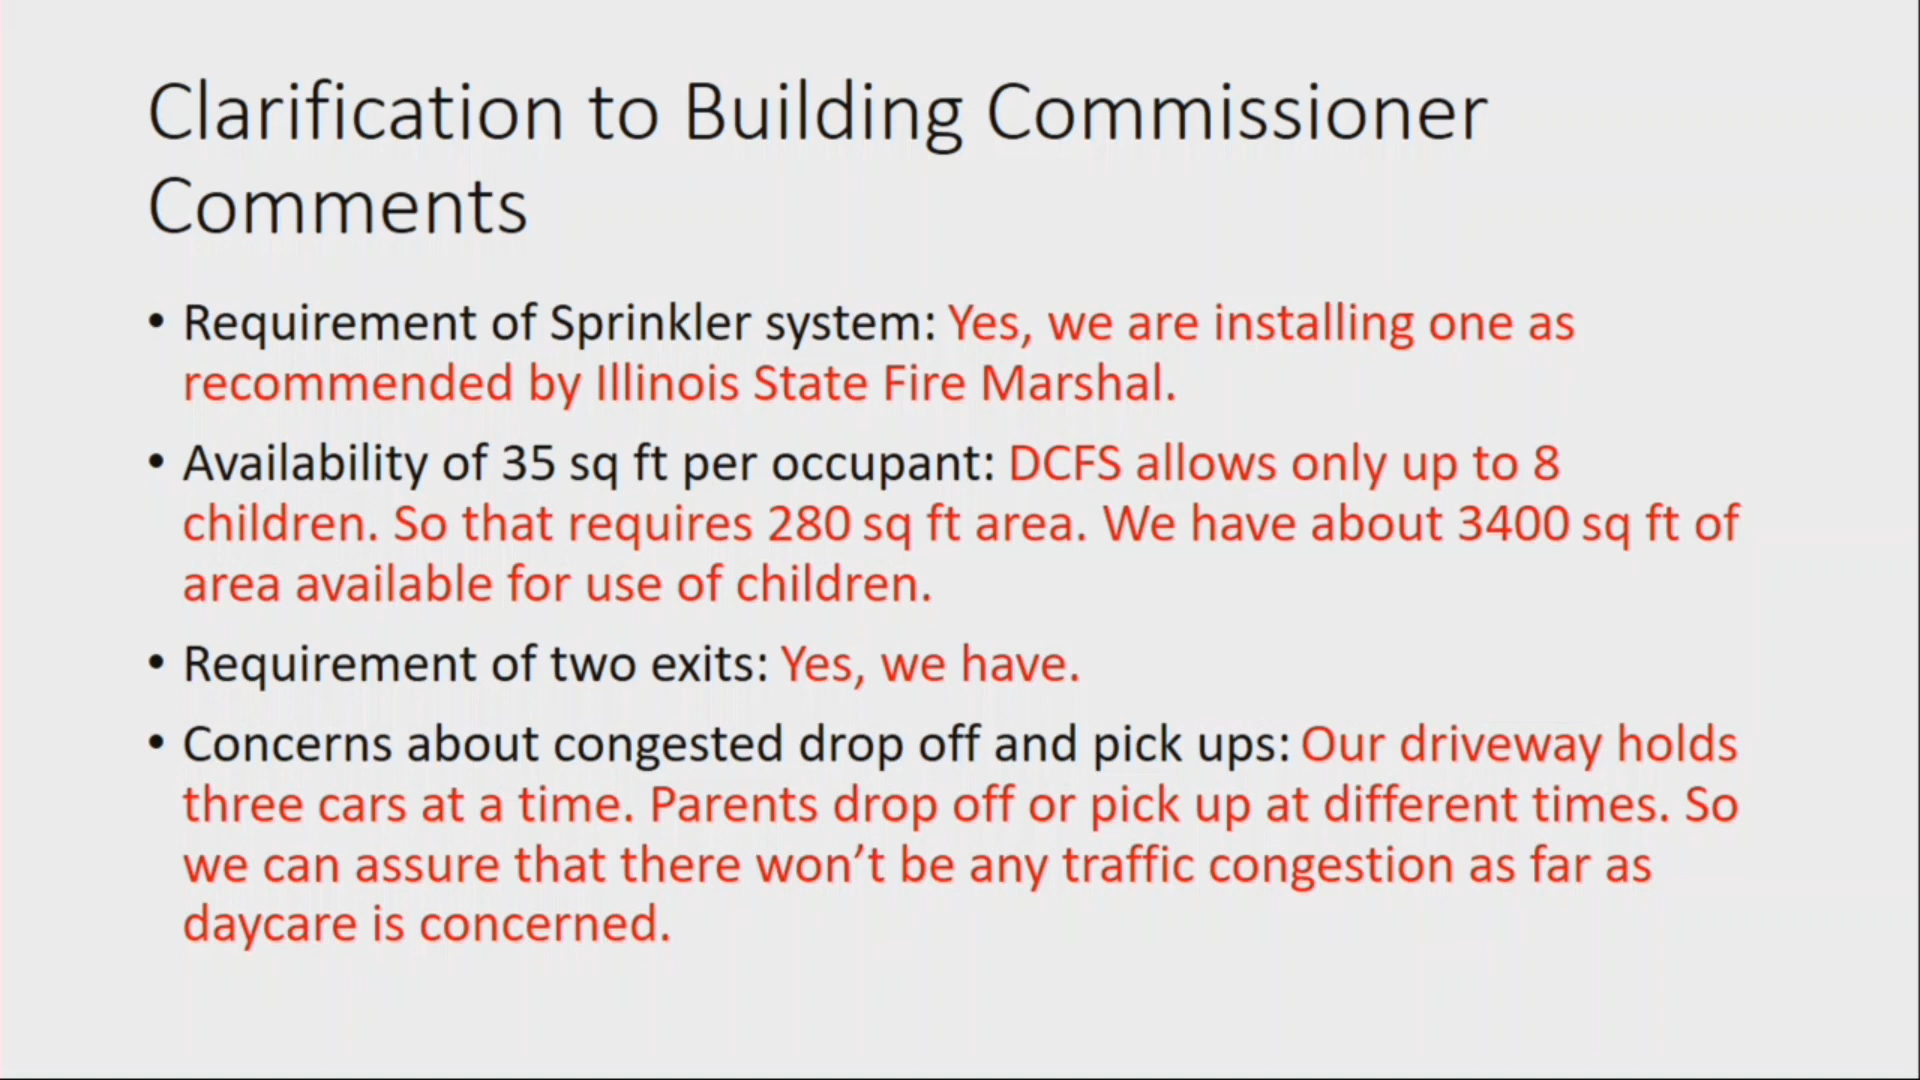 Clarification to Building Commissioner
Comments
• Requirement of Sprinkler system: Yes, we are installing one as
recommended by Illinois State Fire Marshal.
• Availability of 35 sq ft per occupant: DCFS allows only up to 8
children. So that requires 280 sq ft area. We have about 3400 sq ft of
area available for use of children.
• Requirement of two exits: Yes, we have.
• Concerns about congested drop off and pick ups: Our driveway holds
three cars at a time. Parents drop off or pick up at different times. So
we can assure that there won’t be any traffic congestion as far as
daycare is concerned.